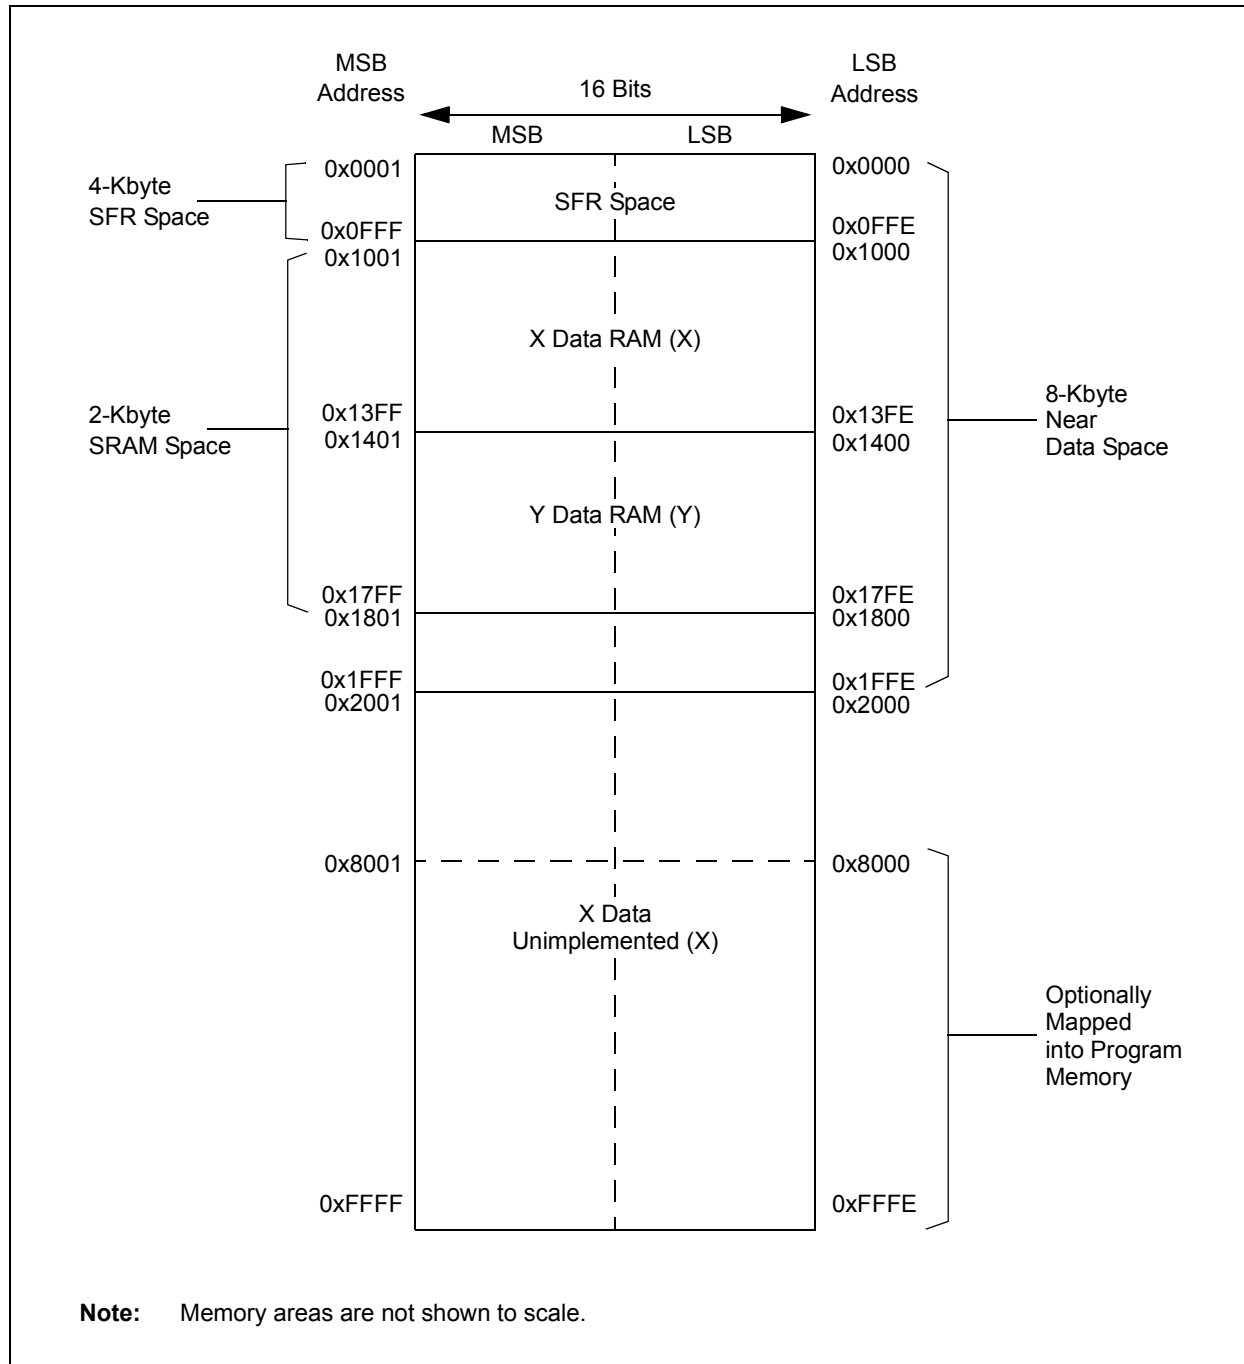 MSB
Address
16 Bits
LSB
Address
MSB
LSB
0x0001
0x0000
4-Kbyte
SFR Space
SFR Space
0x0FFF
0x0FFE
0x1001
0x1000
X Data RAM (X)
2-Kbyte
SRAM Space
0x13FF
0x13FE
0x1401
0x1400
8-Kbyte
Near
Data Space
Y Data RAM (Y)
0x17FF
0x17FE
0x1801
0x1800
0x1FFF
0x1FFE
0x2001
0x2000
0x8001
0x8000
X Data
Unimplemented (X)
Optionally
Mapped
into Program
Memory
0xFFFF
0xFFFE
Note: Memory areas are not shown to scale.